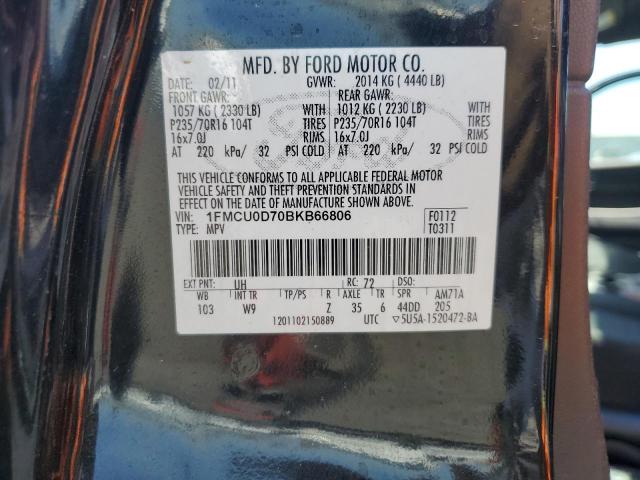 MFD. BY FORD MOTOR CO.
DATE: 02/11 GVWR: 2014 KG ( 4440 LB)
FRONT GAWR: REAR GAWR:
1057 KG ( 2330 LB) WITH 1012 KG ( 2230 LB) WITH
P235/70R16 104T TIRES P235/70R16 104T TIRES
16x7.0J RIMS 16x7.0J RIMS
AT 220 kPa/ 32 PSI COLD AT 220 kPa/ 32 PSI COLD
THIS VEHICLE CONFORMS TO ALL APPLICABLE FEDERAL MOTOR
VEHICLE SAFETY AND THEFT PREVENTION STANDARDS IN
EFFECT ON THE DATE OF MANUFACTURE SHOWN ABOVE.
VIN: 1FMCU0D70BKB66806 F0112
TYPE: MPV T0311
EXT PNT: UH RC: 72 DSO:
WB INT TR TP/PS R AXLE TR SPR AM71A
103 W9 Z 35 6 44DD 205
1201102150889 UTC ▽5U5A-1520472-BA